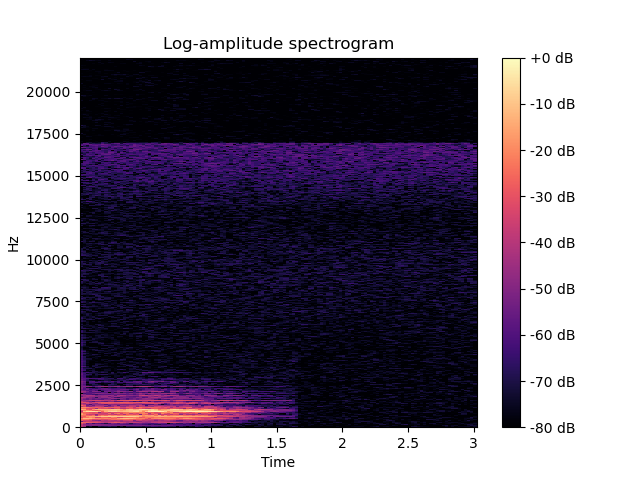 Log-amplitude spectrogram
Hz
20000
17500
15000
12500
10000
7500
5000
2500
0
0 0.5 1 1.5 2 2.5 3
Time
+0 dB
-10 dB
-20 dB
-30 dB
-40 dB
-50 dB
-60 dB
-70 dB
-80 dB